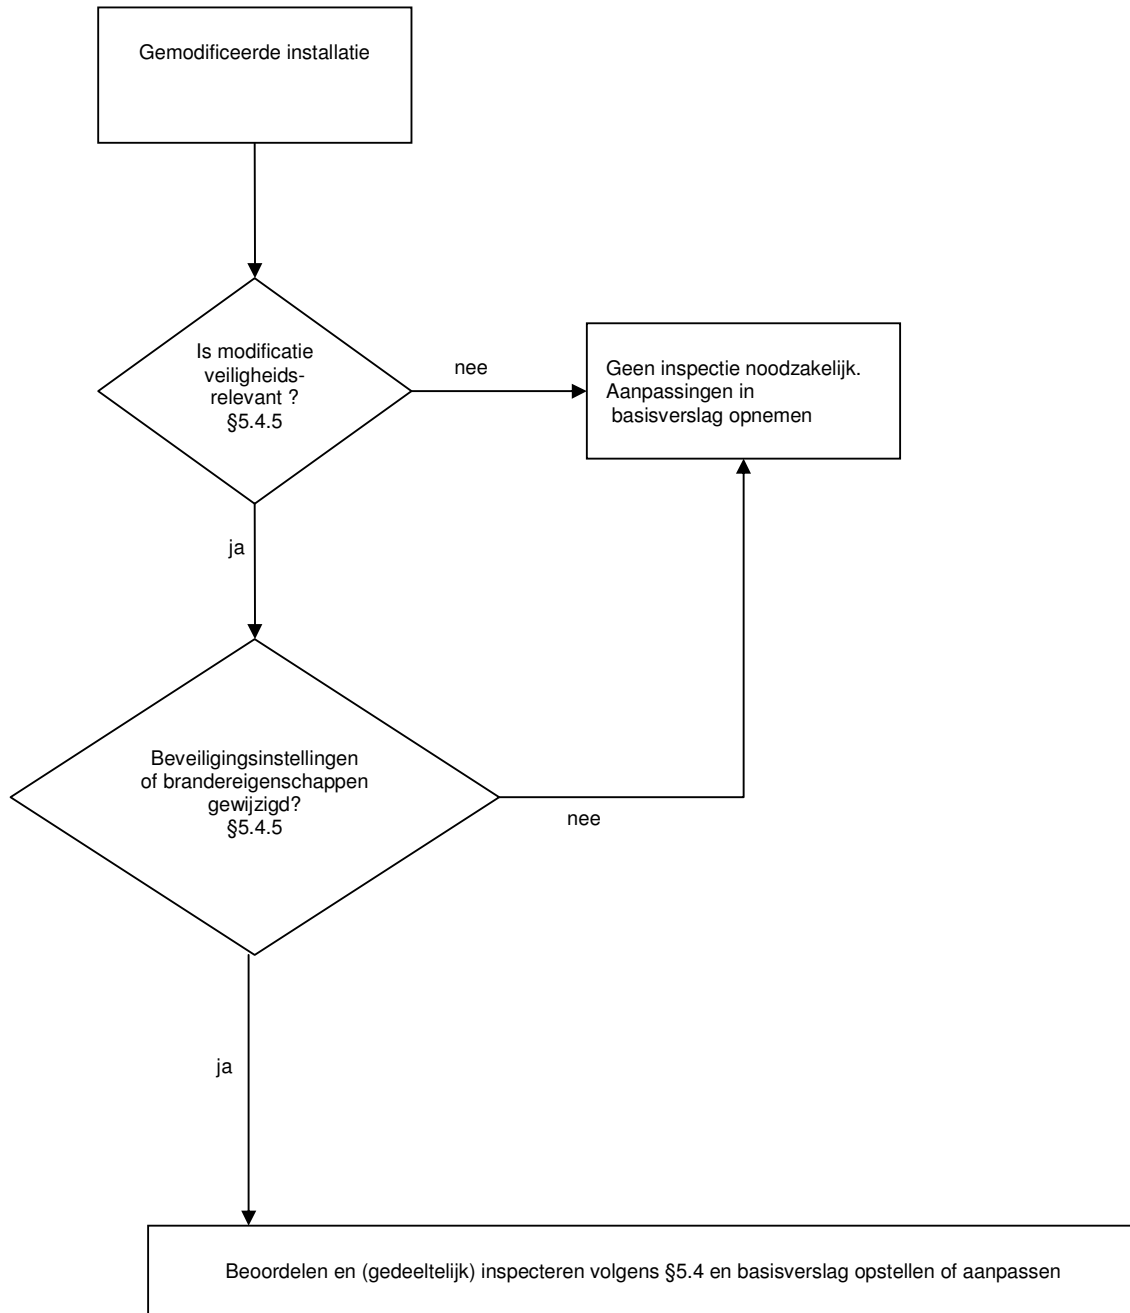 Gemodificeerde installatie
Is modificatie
veiligheids-
relevant ?
§5.4.5
nee
Geen inspectie noodzakelijk.
Aanpassingen in
basisverslag opnemen
ja
Beveiligingsinstellingen
of brandereigenschappen
gewijzigd?
§5.4.5
nee
ja
Beoordelen en (gedeeltelijk) inspecteren volgens §5.4 en basisverslag opstellen of aanpassen